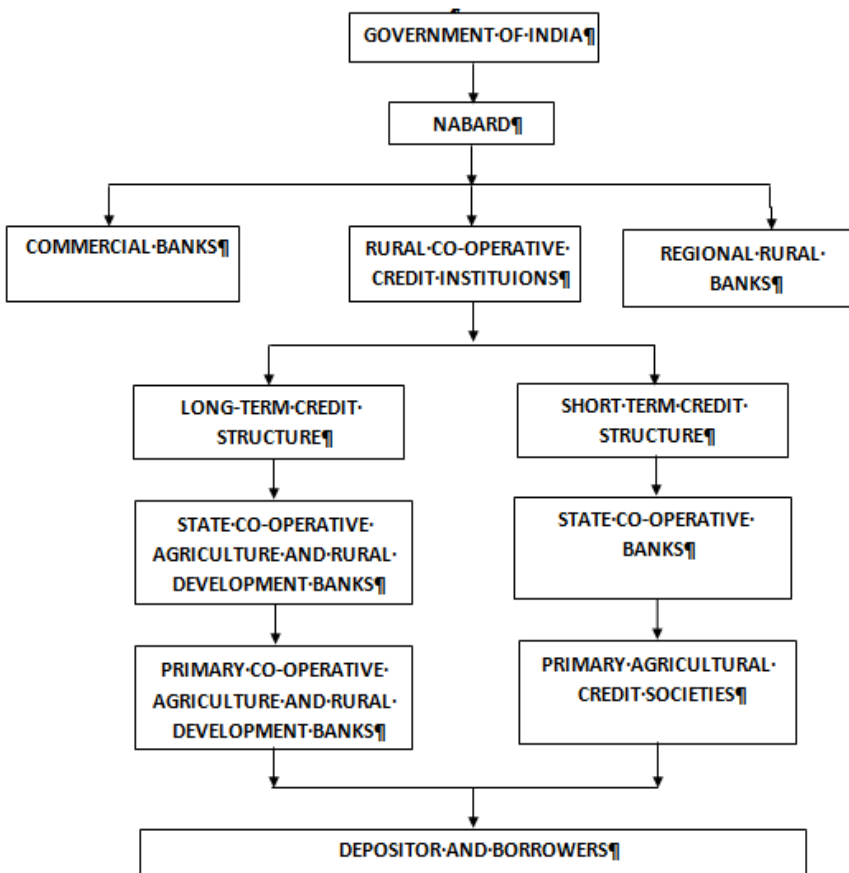 GOVERNMENT·OF·INDIA¶
NABARD¶
COMMERCIAL·BANKS¶
RURAL·CO-OPERATIVE·
CREDIT·INSTITUIONS¶
REGIONAL·RURAL·
BANKS¶
LONG-TERM·CREDIT·
STRUCTURE¶
SHORT·TERM·CREDIT·
STRUCTURE¶
STATE·CO-OPERATIVE·
AGRICULTURE·AND·RURAL·
DEVELOPMENT·BANKS¶
STATE·CO-OPERATIVE·
BANKS¶
PRIMARY·CO-OPERATIVE·
AGRICULTURE·AND·RURAL·
DEVELOPMENT·BANKS¶
PRIMARY·AGRICULTURAL·
CREDIT·SOCIETIES¶
DEPOSITOR·AND·BORROWERS¶